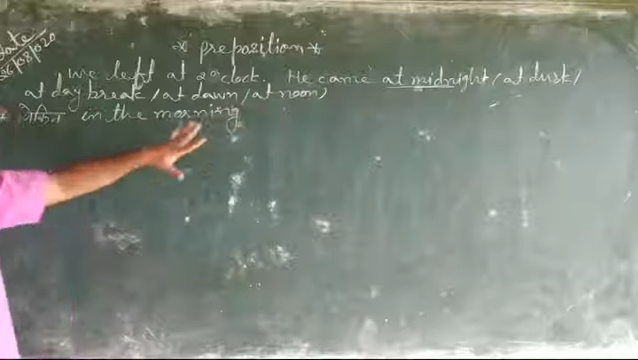 Date
26/08/020
* preposition *
We left at 2 o'clock. He came at midnight / at dusk /
at day break / at dawn / at noon)
* लेकिन in the morning